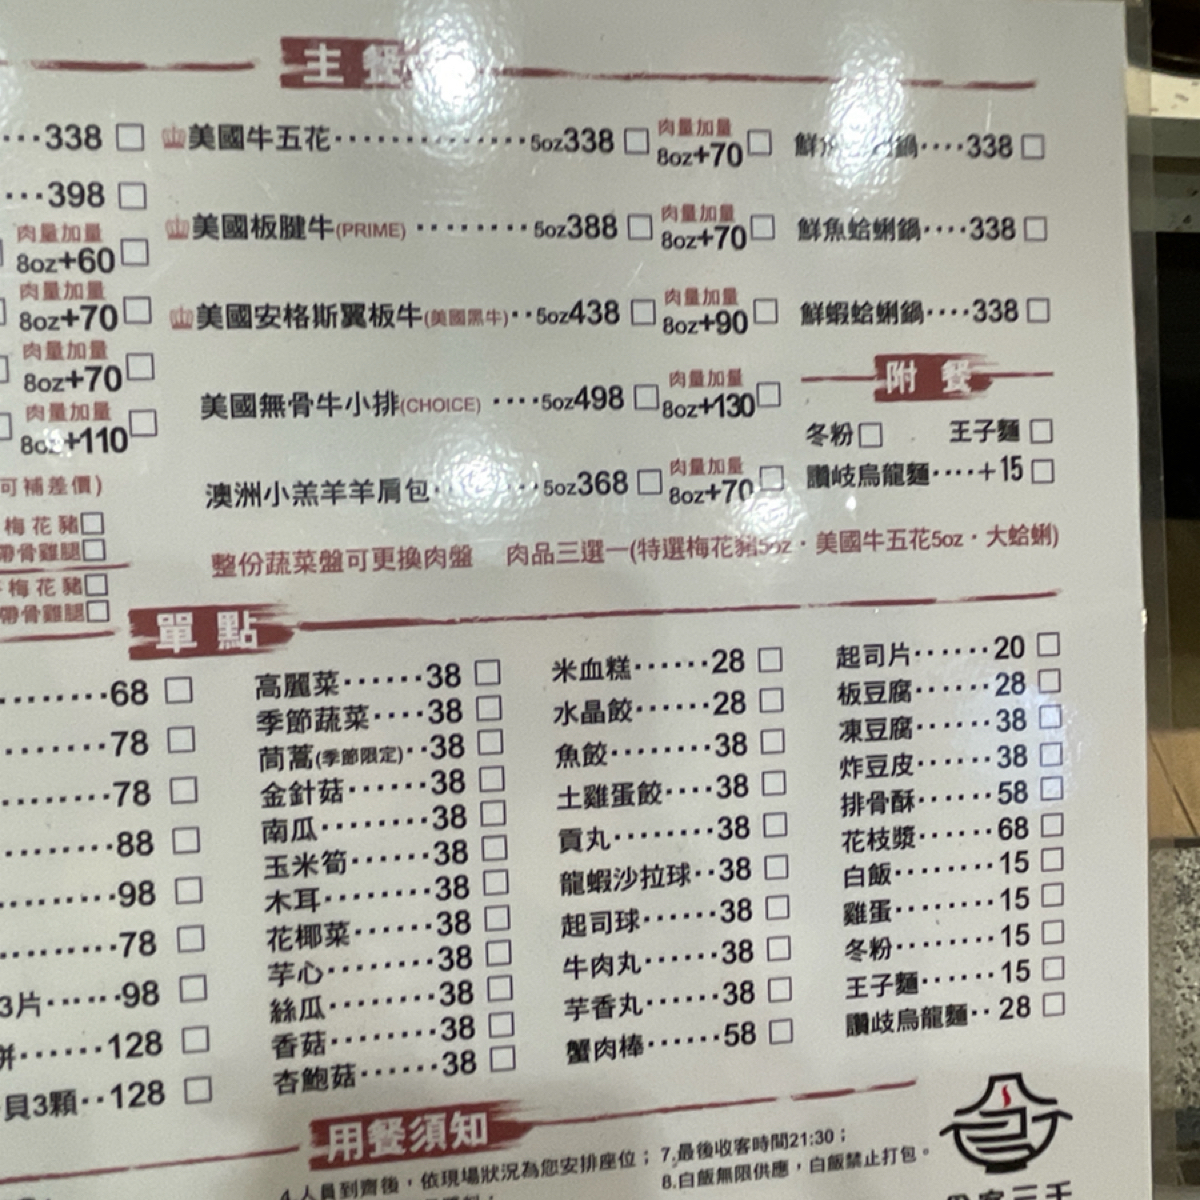 主餐
338
398
肉量加量
8oz+60
肉量加量
8oz+70
肉量加量
8oz+70
肉量加量
8oz+110
可補差價)
梅花豬
帶骨雞腿
梅花豬
帶骨雞腿
美國牛五花 5oz338 肉量加量 8oz+70
美國板腱牛(PRIME) 5oz388 肉量加量 8oz+70
美國安格斯翼板牛(美國黑牛) 5oz438 肉量加量 8oz+90
美國無骨牛小排(CHOICE) 5oz498 肉量加量 8oz+130
澳洲小羔羊羊肩包 5oz368 肉量加量 8oz+70
整份蔬菜盤可更換肉盤 肉品三選一(特選梅花豬5oz·美國牛五花5oz·大蛤蜊)
鮮 鍋 338
鮮魚蛤蜊鍋 338
鮮蝦蛤蜊鍋 338
附餐
冬粉 王子麵
讚岐烏龍麵 +15
單點
68
78
78
88
98
78
3片 98
128
貝3顆 128
高麗菜 38
季節蔬菜 38
茼蒿(季節限定) 38
金針菇 38
南瓜 38
玉米筍 38
木耳 38
花椰菜 38
芋心 38
絲瓜 38
香菇 38
杏鮑菇 38
米血糕 28
水晶餃 28
魚餃 38
土雞蛋餃 38
貢丸 38
龍蝦沙拉球 38
起司球 38
牛肉丸 38
芋香丸 38
蟹肉棒 58
起司片 20
板豆腐 28
凍豆腐 38
炸豆皮 38
排骨酥 58
花枝漿 68
白飯 15
雞蛋 15
冬粉 15
王子麵 15
讚岐烏龍麵 28
用餐須知
4.人員到齊後，依現場狀況為您安排座位；
7.最後收客時間21:30；
8.白飯無限供應，白飯禁止打包。